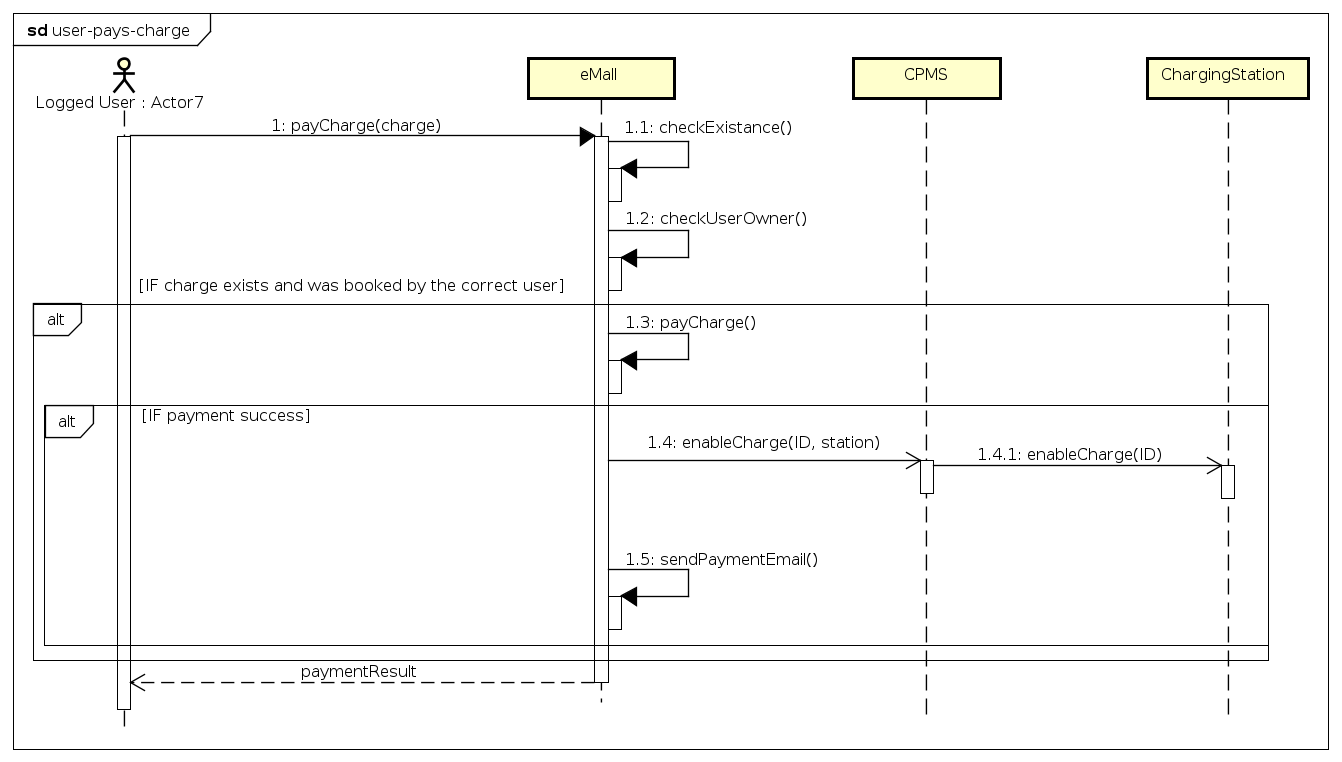 sd user-pays-charge
Logged User : Actor7
eMall
CPMS
ChargingStation
1: payCharge(charge)
1.1: checkExistance()
1.2: checkUserOwner()
[IF charge exists and was booked by the correct user]
alt
1.3: payCharge()
alt
[IF payment success]
1.4: enableCharge(ID, station)
1.4.1: enableCharge(ID)
1.5: sendPaymentEmail()
paymentResult